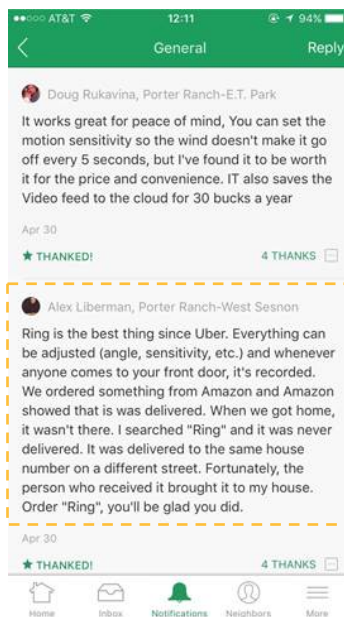 AT&T 12:11 94%
General Reply
Doug Rukavina, Porter Ranch-E.T. Park
It works great for peace of mind, You can set the
motion sensitivity so the wind doesn't make it go
off every 5 seconds, but I've found it to be worth
it for the price and convenience. IT also saves the
Video feed to the cloud for 30 bucks a year
Apr 30
★ THANKED! 4 THANKS
Alex Liberman, Porter Ranch-West Sesnon
Ring is the best thing since Uber. Everything can
be adjusted (angle, sensitivity, etc.) and whenever
anyone comes to your front door, it's recorded.
We ordered something from Amazon and Amazon
showed that is was delivered. When we got home,
it wasn't there. I searched "Ring" and it was never
delivered. It was delivered to the same house
number on a different street. Fortunately, the
person who received it brought it to my house.
Order "Ring", you'll be glad you did.
Apr 30
★ THANKED! 4 THANKS
Home Inbox Notifications Neighbors More